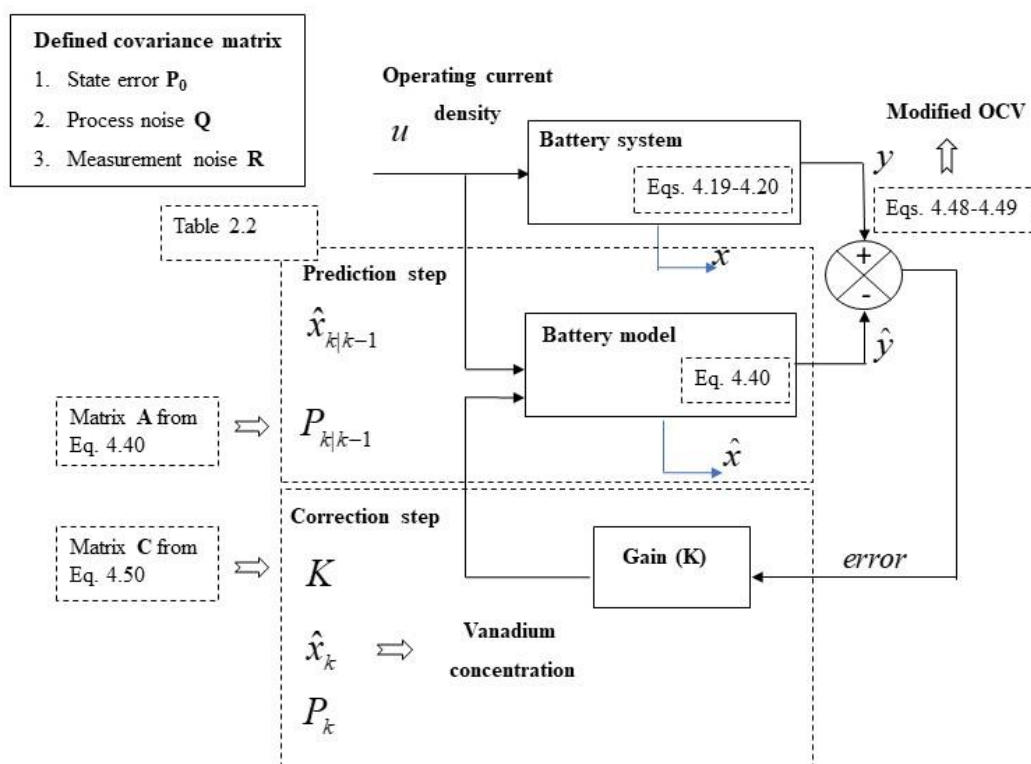 Defined covariance matrix
1. State error P₀
2. Process noise Q
3. Measurement noise R
Operating current
density
u
Battery system
Eqs. 4.19-4.20
x
y
Modified OCV
Eqs. 4.48-4.49
+
-
Table 2.2
Prediction step
x̂ₖ|ₖ₋₁
Pₖ|ₖ₋₁
Battery model
Eq. 4.40
x̂
ŷ
Matrix A from
Eq. 4.40
Correction step
Matrix C from
Eq. 4.50
K
Gain (K)
error
x̂ₖ
Vanadium
concentration
Pₖ